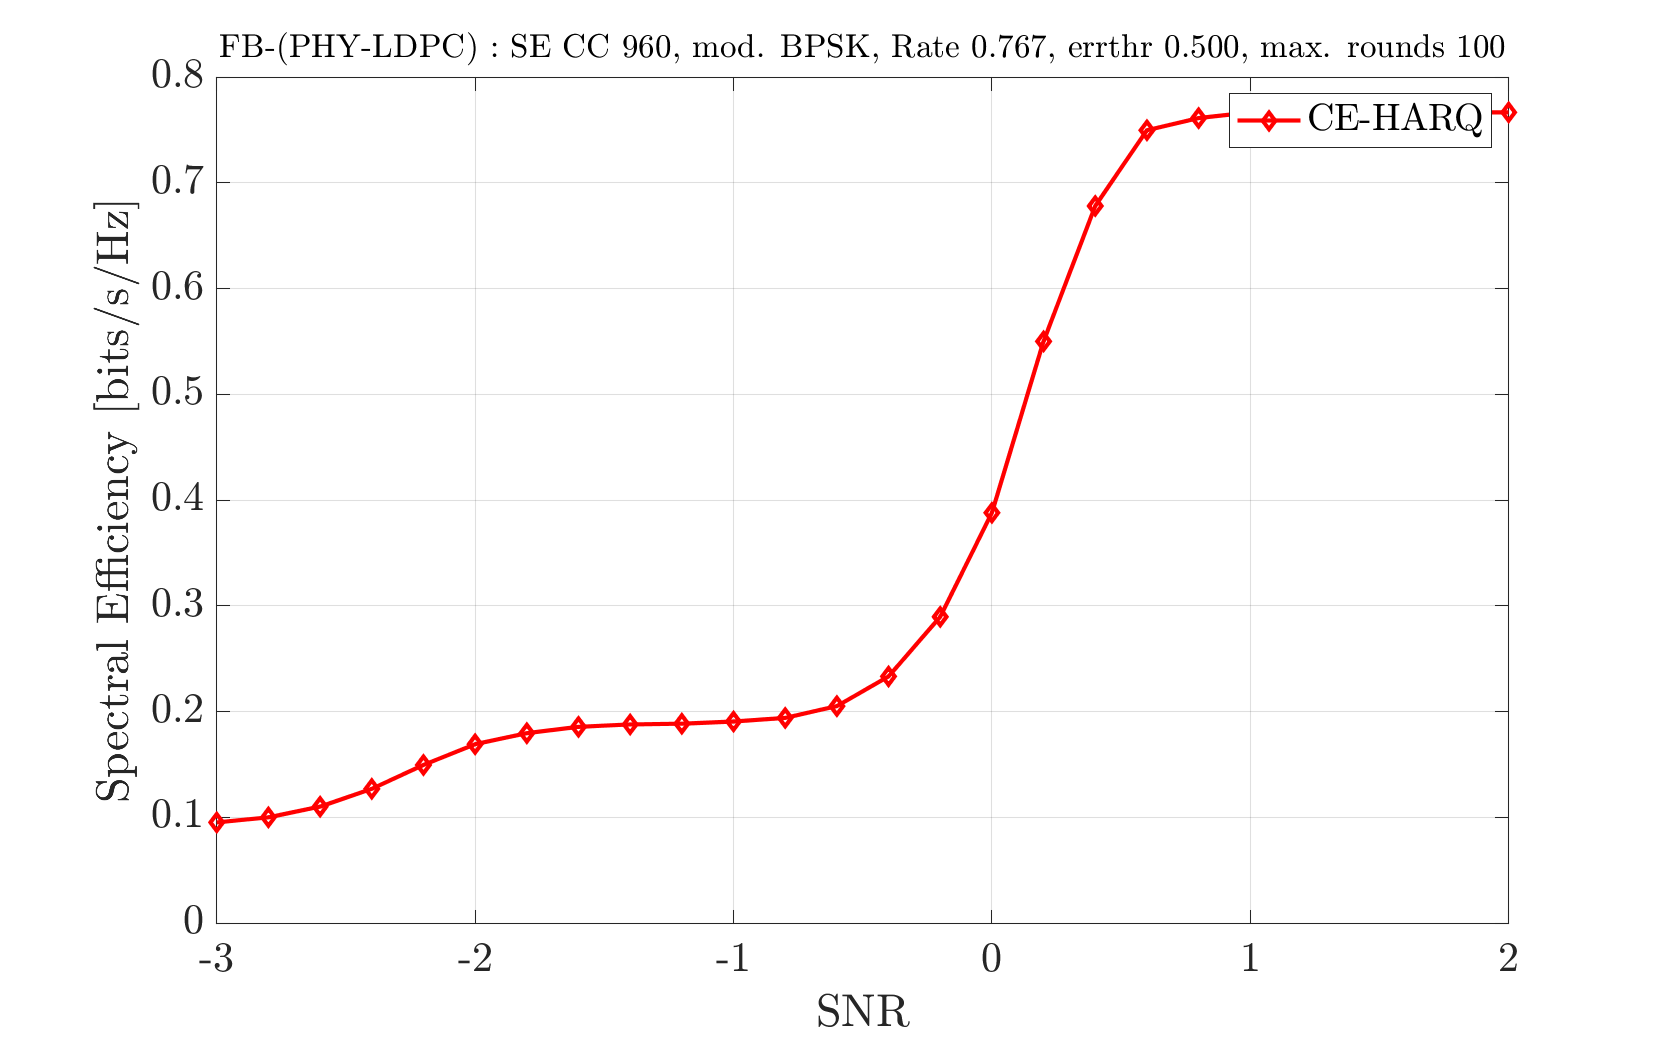 FB-(PHY-LDPC) : SE CC 960, mod. BPSK, Rate 0.767, errthr 0.500, max. rounds 100
CE-HARQ
Spectral Efficiency [bits/s/Hz]
0.8
0.7
0.6
0.5
0.4
0.3
0.2
0.1
0
-3 -2 -1 0 1 2
SNR